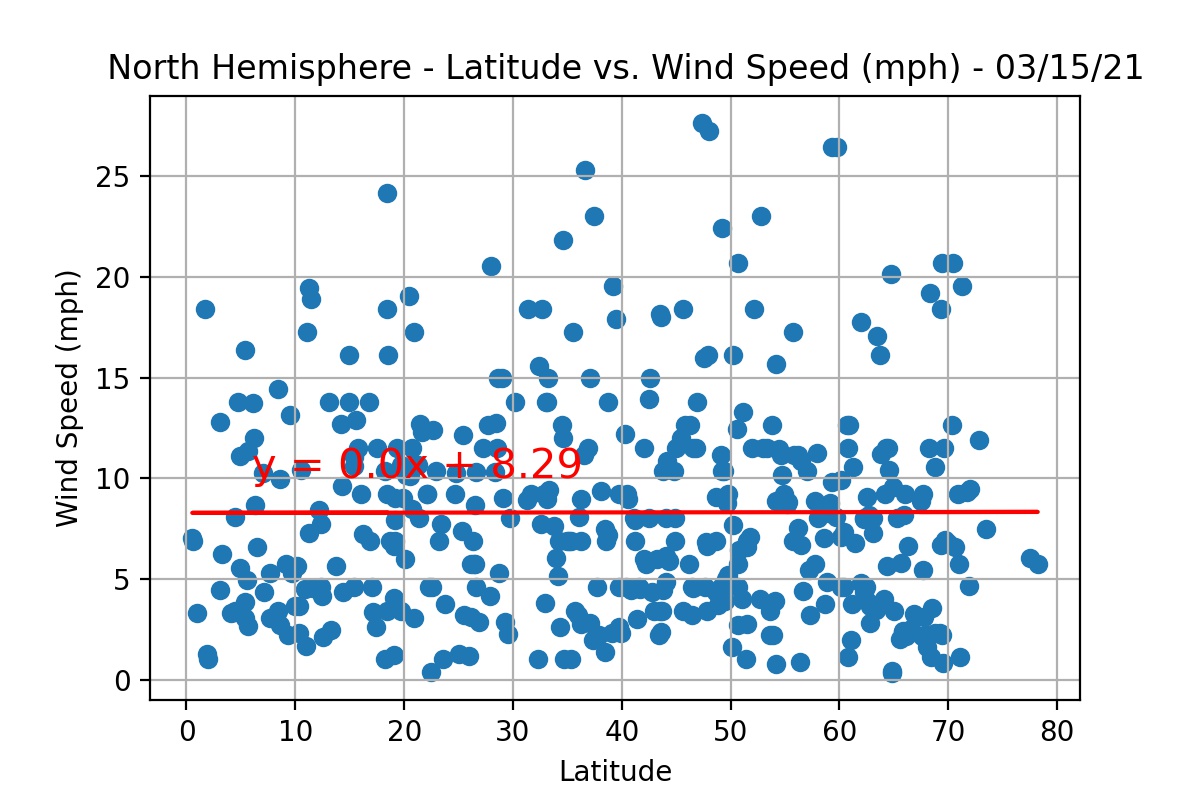 North Hemisphere - Latitude vs. Wind Speed (mph) - 03/15/21
25
20
15
10
5
0
Wind Speed (mph)
y = 0.0x + 8.29
0 10 20 30 40 50 60 70 80
Latitude